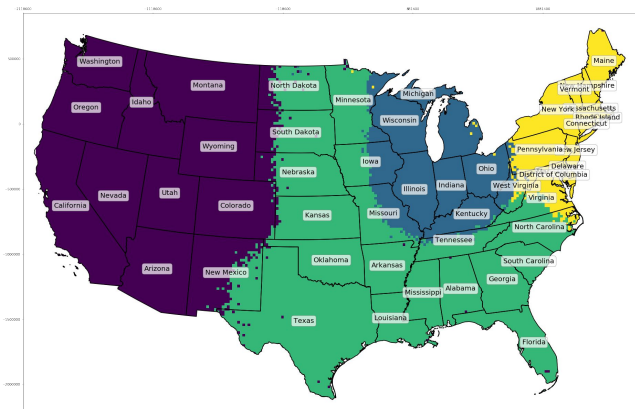 Maine
Washington
New Hampshire
Montana
North Dakota
Vermont
Minnesota
Michigan
Idaho
Oregon
New York
Massachusetts
Rhode Island
Wisconsin
Connecticut
South Dakota
Wyoming
Pennsylvania
New Jersey
Iowa
Ohio
Delaware
Nebraska
District of Columbia
Utah
Illinois
Indiana
West Virginia
Nevada
Virginia
California
Colorado
Kansas
Missouri
Kentucky
North Carolina
Tennessee
Oklahoma
South Carolina
Arkansas
Arizona
New Mexico
Georgia
Alabama
Mississippi
Louisiana
Texas
Florida